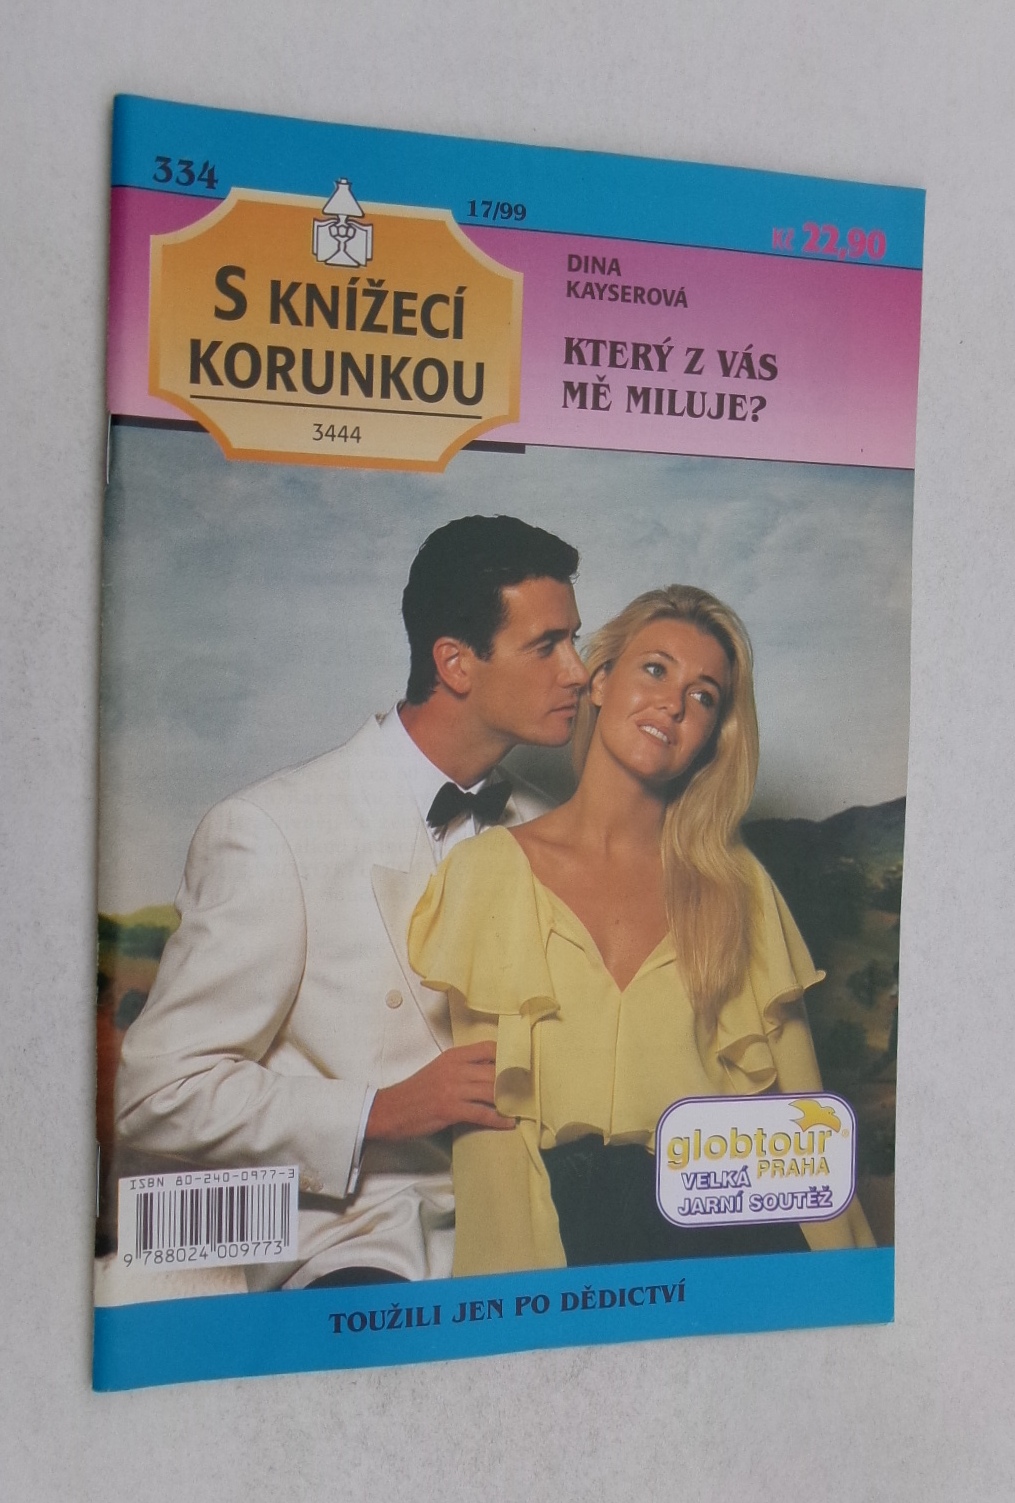 334
17/99
Kč 22,90
S KNÍŽECÍ
KORUNKOU
3444
DINA
KAYSEROVÁ
KTERÝ Z VÁS
MĚ MILUJE?
globtour®
PRAHA
VELKÁ
JARNÍ SOUTĚŽ
ISBN 80-240-0977-3
9 788024 009773
TOUŽILI JEN PO DĚDICTVÍ